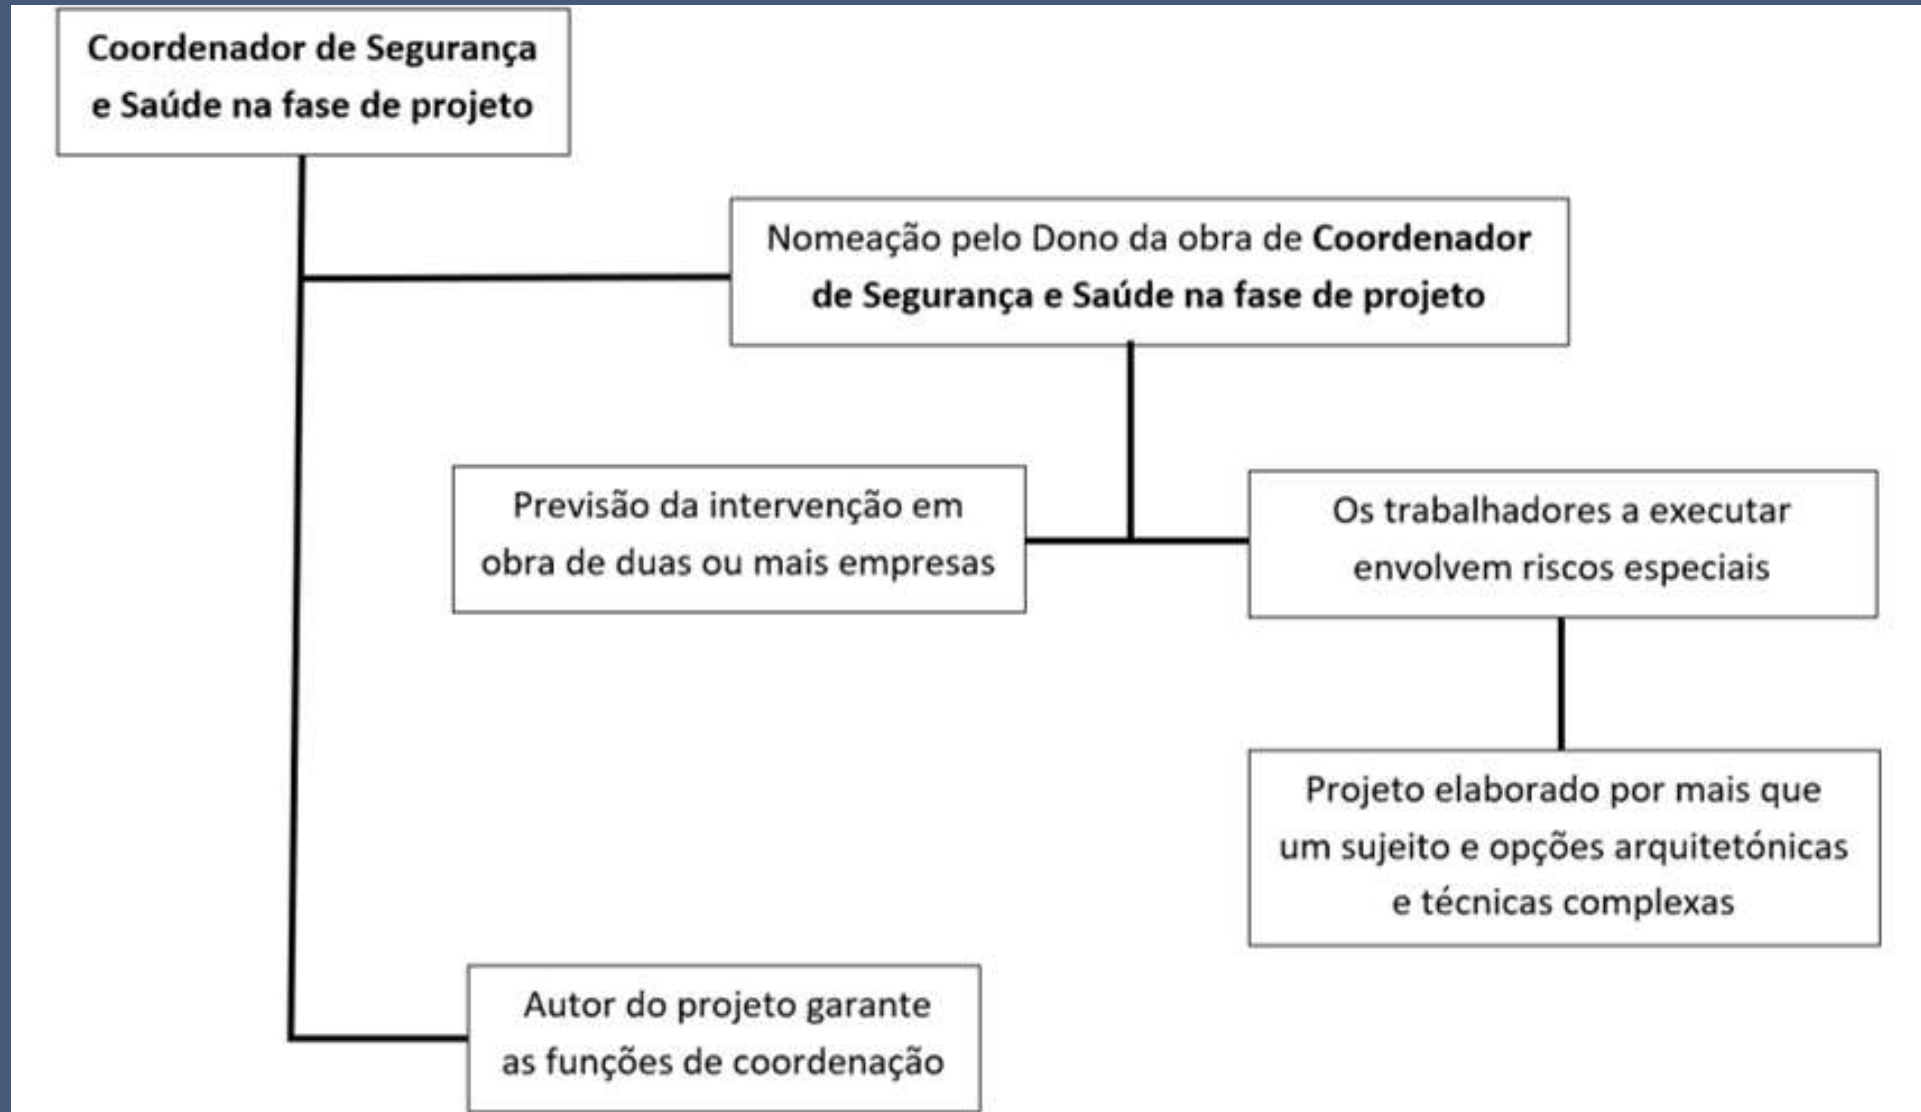 Coordenador de Segurança
e Saúde na fase de projeto
Nomeação pelo Dono da obra de Coordenador
de Segurança e Saúde na fase de projeto
Previsão da intervenção em
obra de duas ou mais empresas
Os trabalhadores a executar
envolvem riscos especiais
Projeto elaborado por mais que
um sujeito e opções arquitetónicas
e técnicas complexas
Autor do projeto garante
as funções de coordenação